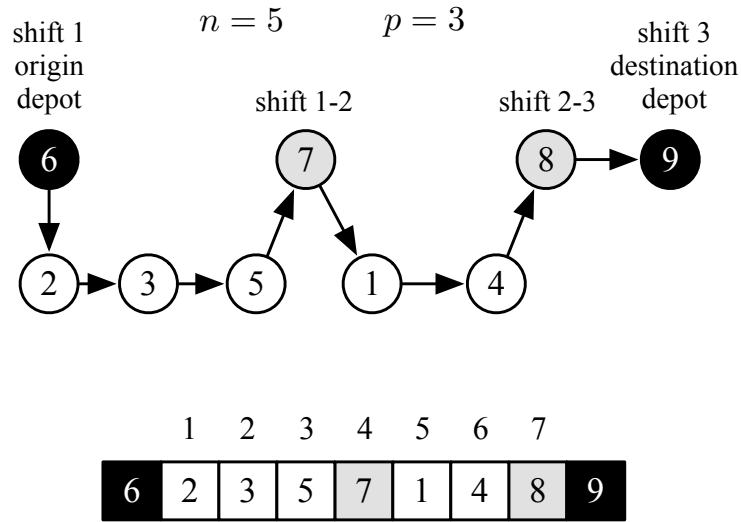 n = 5
p = 3
shift 1
origin
depot
shift 3
destination
depot
shift 1-2
shift 2-3
6
7
8
9
2
3
5
1
4
1 2 3 4 5 6 7
6 2 3 5 7 1 4 8 9